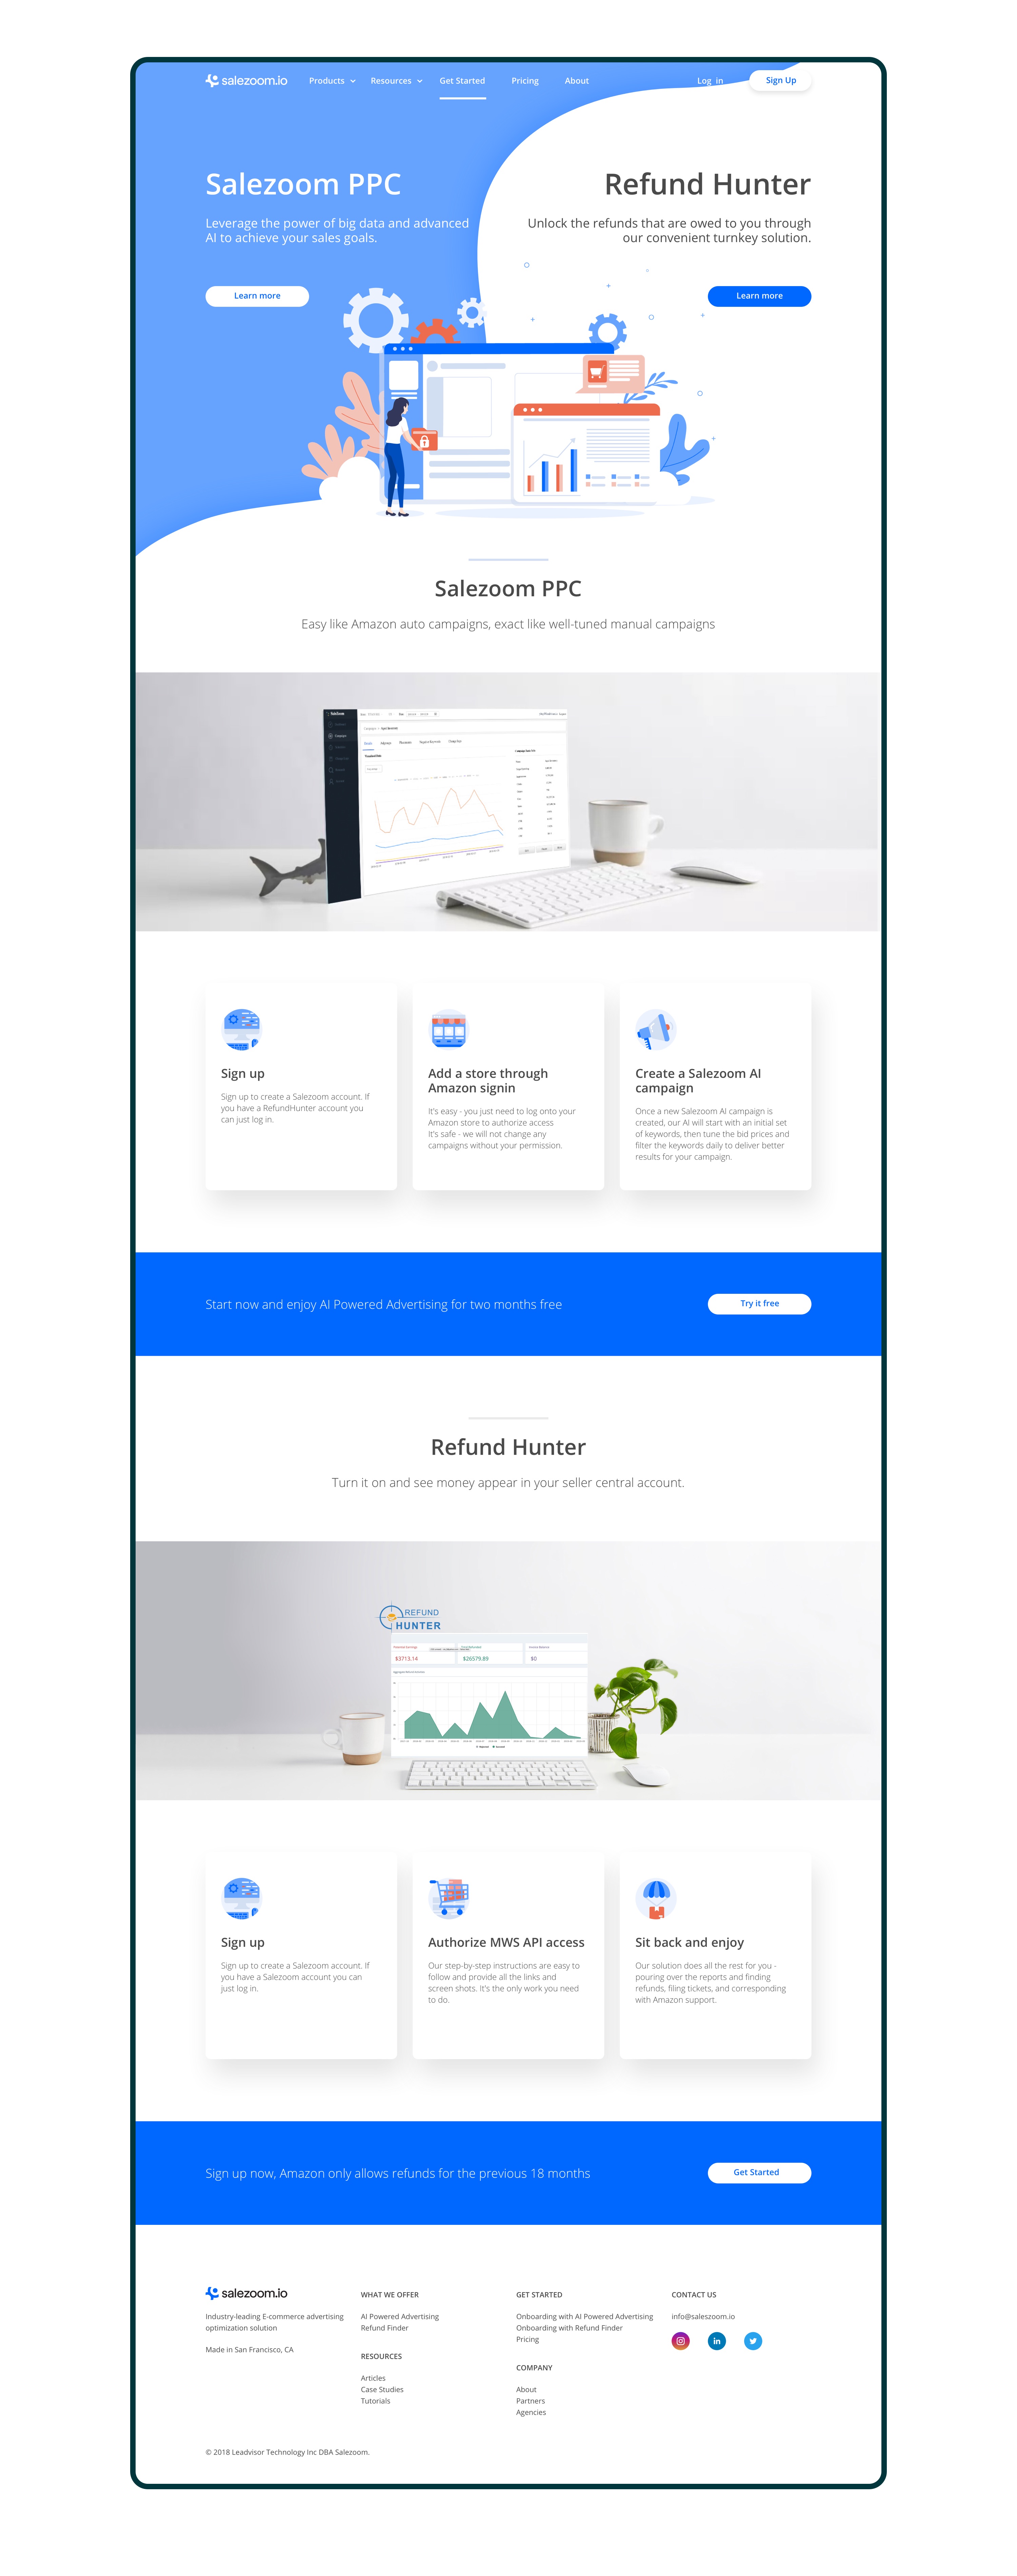 salezoom.io
Products
Resources
Get Started
Pricing
About
Log in
Sign Up
Salezoom PPC
Leverage the power of big data and advanced
AI to achieve your sales goals.
Learn more
Refund Hunter
Unlock the refunds that are owed to you through
our convenient turnkey solution.
Learn more
Salezoom PPC
Easy like Amazon auto campaigns, exact like well-tuned manual campaigns
Sign up
Sign up to create a Salezoom account. If
you have a RefundHunter account you
can just log in.
Add a store through
Amazon signin
It's easy - you just need to log onto your
Amazon store to authorize access
It's safe - we will not change any
campaigns without your permission.
Create a Salezoom AI
campaign
Once a new Salezoom AI campaign is
created, our AI will start with an initial set
of keywords, then tune the bid prices and
filter the keywords daily to deliver better
results for your campaign.
Start now and enjoy AI Powered Advertising for two months free
Try it free
Refund Hunter
Turn it on and see money appear in your seller central account.
REFUND
HUNTER
$3713.14
$26579.89
$0
Sign up
Sign up to create a Salezoom account. If
you have a Salezoom account you can
just log in.
Authorize MWS API access
Our step-by-step instructions are easy to
follow and provide all the links and
screen shots. It's the only work you need
to do.
Sit back and enjoy
Our solution does all the rest for you -
pouring over the reports and finding
refunds, filing tickets, and corresponding
with Amazon support.
Sign up now, Amazon only allows refunds for the previous 18 months
Get Started
salezoom.io
Industry-leading E-commerce advertising
optimization solution
Made in San Francisco, CA
WHAT WE OFFER
AI Powered Advertising
Refund Finder
RESOURCES
Articles
Case Studies
Tutorials
GET STARTED
Onboarding with AI Powered Advertising
Onboarding with Refund Finder
Pricing
COMPANY
About
Partners
Agencies
CONTACT US
info@saleszoom.io
in
© 2018 Leadvisor Technology Inc DBA Salezoom.